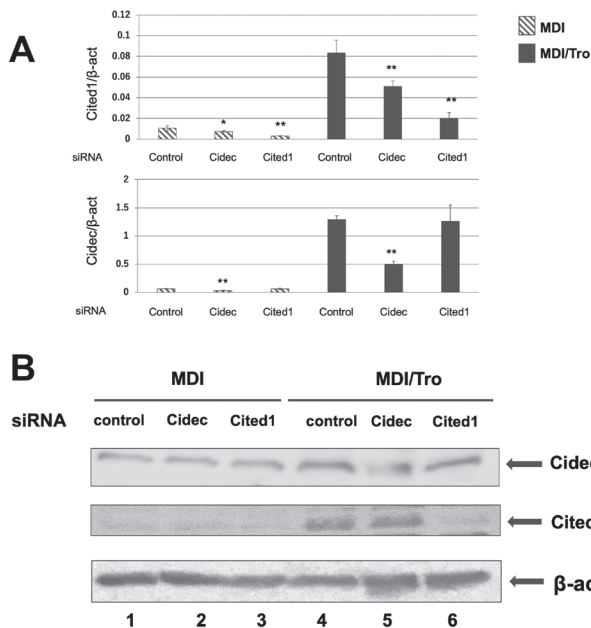 A
MDI
MDI/Tro
Cited1/β-act
0.12
0.1
0.08
0.06
0.04
0.02
0
*
**
**
**
siRNA Control Cidec Cited1 Control Cidec Cited1
Cidec/β-act
2
1.5
1
0.5
0
**
**
siRNA Control Cidec Cited1 Control Cidec Cited1
B
MDI MDI/Tro
siRNA control Cidec Cited1 control Cidec Cited1
Cide
Cited
β-a
1 2 3 4 5 6